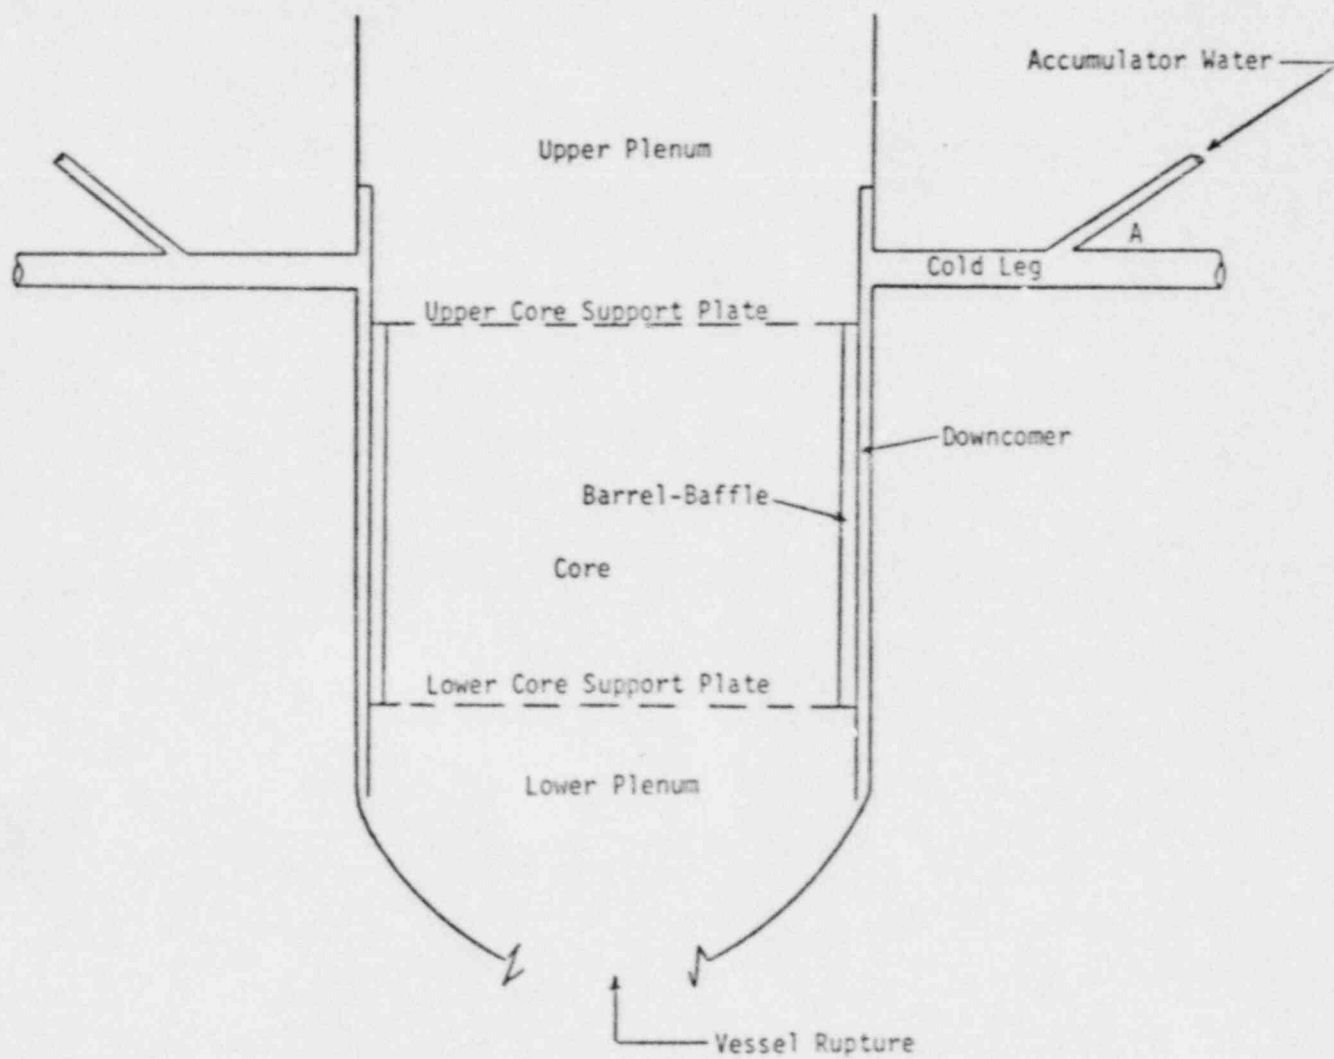 Accumulator Water
Upper Plenum
A
Cold Leg
Upper Core Support Plate
Downcomer
Barrel-Baffle
Core
Lower Core Support Plate
Lower Plenum
Vessel Rupture